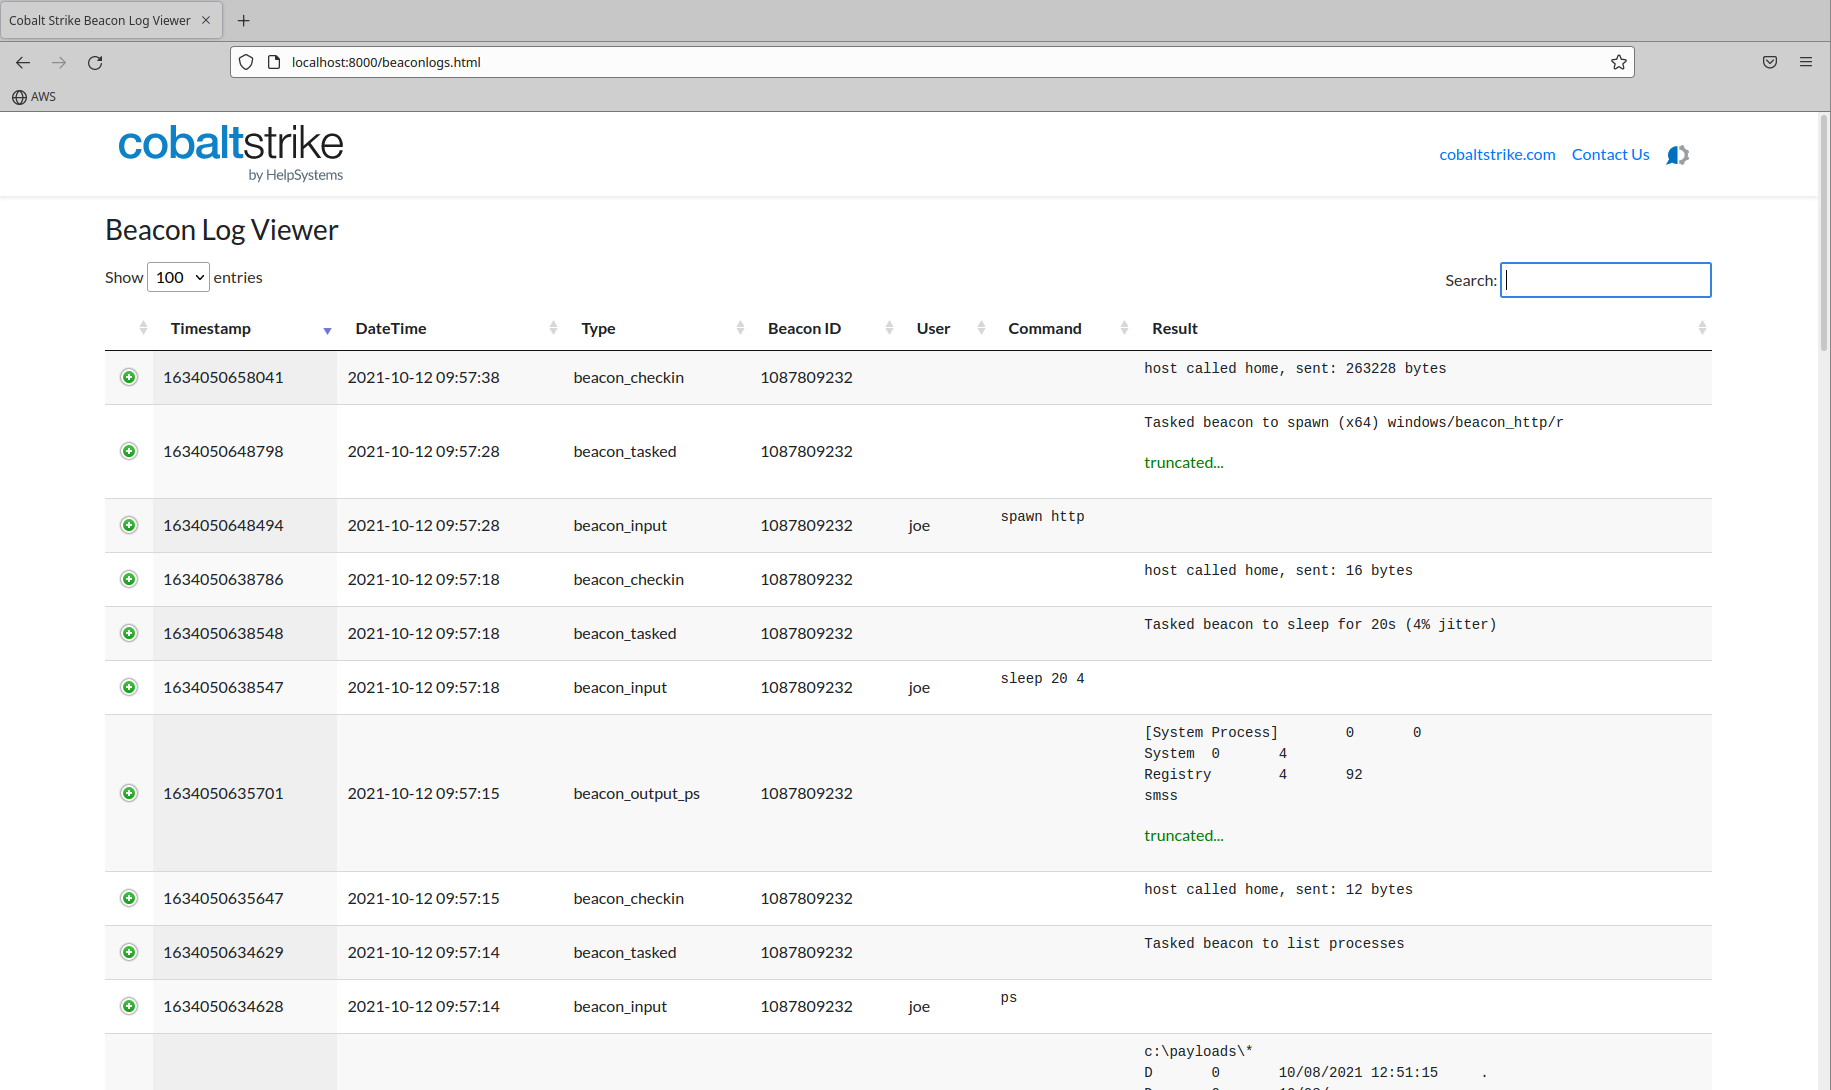 Cobalt Strike Beacon Log Viewer
localhost:8000/beaconlogs.html
AWS
cobaltstrike
by HelpSystems
cobaltstrike.com Contact Us
Beacon Log Viewer
Show 100 entries
Search:
Timestamp DateTime Type Beacon ID User Command Result
1634050658041 2021-10-12 09:57:38 beacon_checkin 1087809232 host called home, sent: 263228 bytes
1634050648798 2021-10-12 09:57:28 beacon_tasked 1087809232 Tasked beacon to spawn (x64) windows/beacon_http/r
truncated...
1634050648494 2021-10-12 09:57:28 beacon_input 1087809232 joe spawn http
1634050638786 2021-10-12 09:57:18 beacon_checkin 1087809232 host called home, sent: 16 bytes
1634050638548 2021-10-12 09:57:18 beacon_tasked 1087809232 Tasked beacon to sleep for 20s (4% jitter)
1634050638547 2021-10-12 09:57:18 beacon_input 1087809232 joe sleep 20 4
1634050635701 2021-10-12 09:57:15 beacon_output_ps 1087809232 [System Process] 0 0
System 0 4
Registry 4 92
smss
truncated...
1634050635647 2021-10-12 09:57:15 beacon_checkin 1087809232 host called home, sent: 12 bytes
1634050634629 2021-10-12 09:57:14 beacon_tasked 1087809232 Tasked beacon to list processes
1634050634628 2021-10-12 09:57:14 beacon_input 1087809232 joe ps
c:\payloads\*
D 0 10/08/2021 12:51:15 .